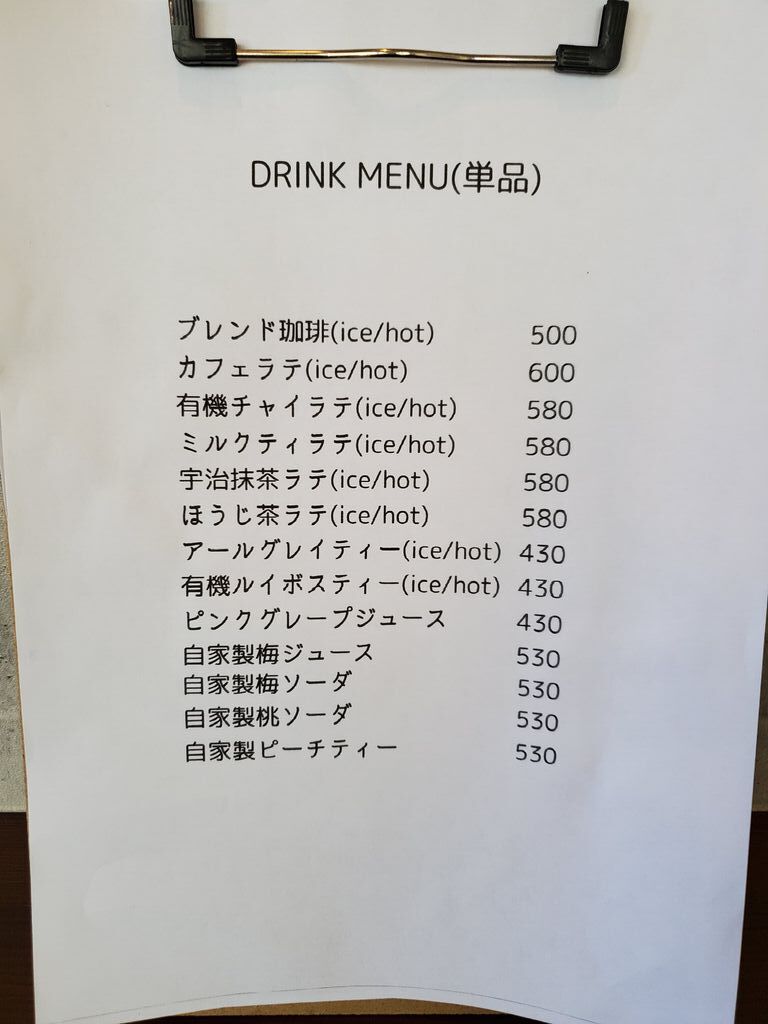 DRINK MENU(単品)
ブレンド珈琲(ice/hot) 500
カフェラテ(ice/hot) 600
有機チャイラテ(ice/hot) 580
ミルクティラテ(ice/hot) 580
宇治抹茶ラテ(ice/hot) 580
ほうじ茶ラテ(ice/hot) 580
アールグレイティー(ice/hot) 430
有機ルイボスティー(ice/hot) 430
ピンクグレープジュース 430
自家製梅ジュース 530
自家製梅ソーダ 530
自家製桃ソーダ 530
自家製ピーチティー 530